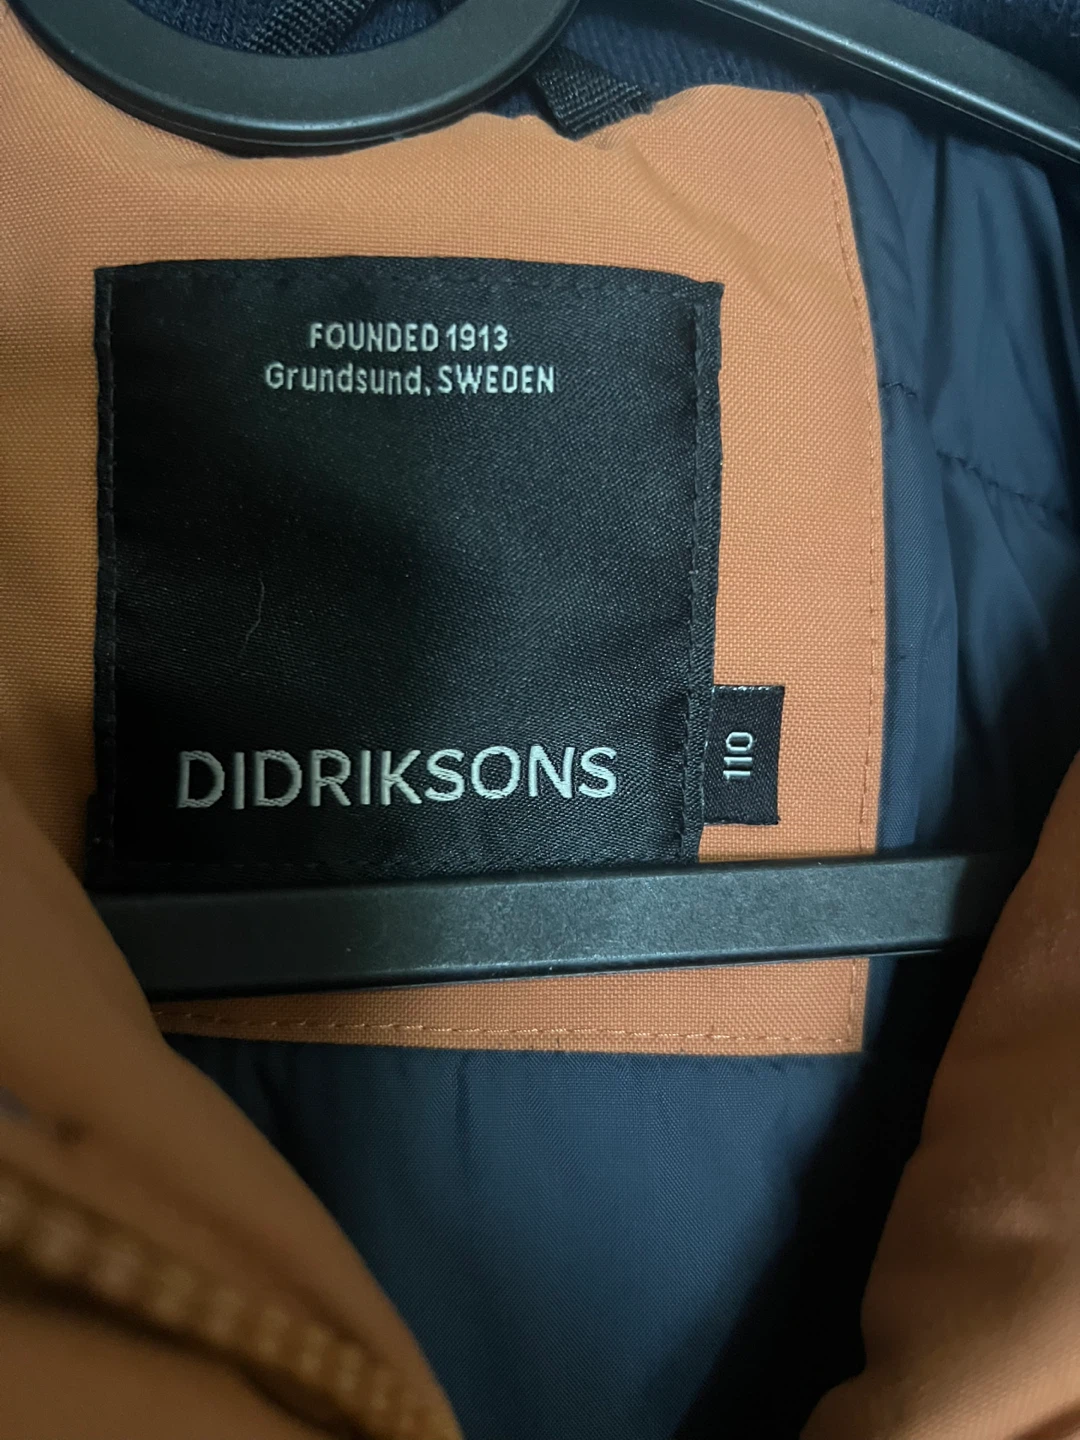 FOUNDED 1913
Grundsund, SWEDEN
DIDRIKSONS
110